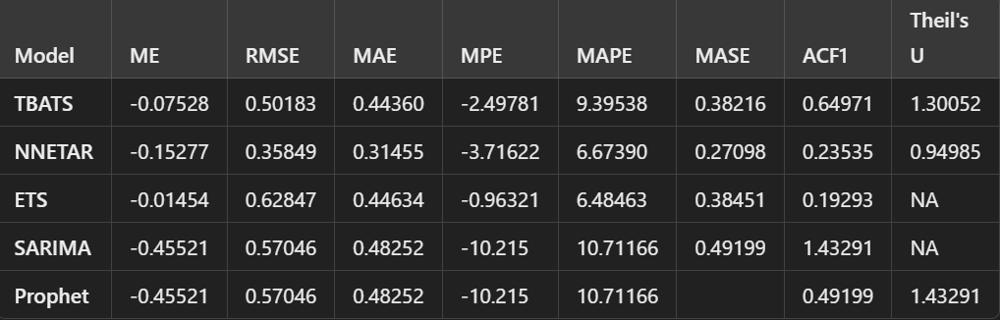 Model ME RMSE MAE MPE MAPE MASE ACF1 Theil's U
TBATS -0.07528 0.50183 0.44360 -2.49781 9.39538 0.38216 0.64971 1.30052
NNETAR -0.15277 0.35849 0.31455 -3.71622 6.67390 0.27098 0.23535 0.94985
ETS -0.01454 0.62847 0.44634 -0.96321 6.48463 0.38451 0.19293 NA
SARIMA -0.45521 0.57046 0.48252 -10.215 10.71166 0.49199 1.43291 NA
Prophet -0.45521 0.57046 0.48252 -10.215 10.71166 0.49199 1.43291